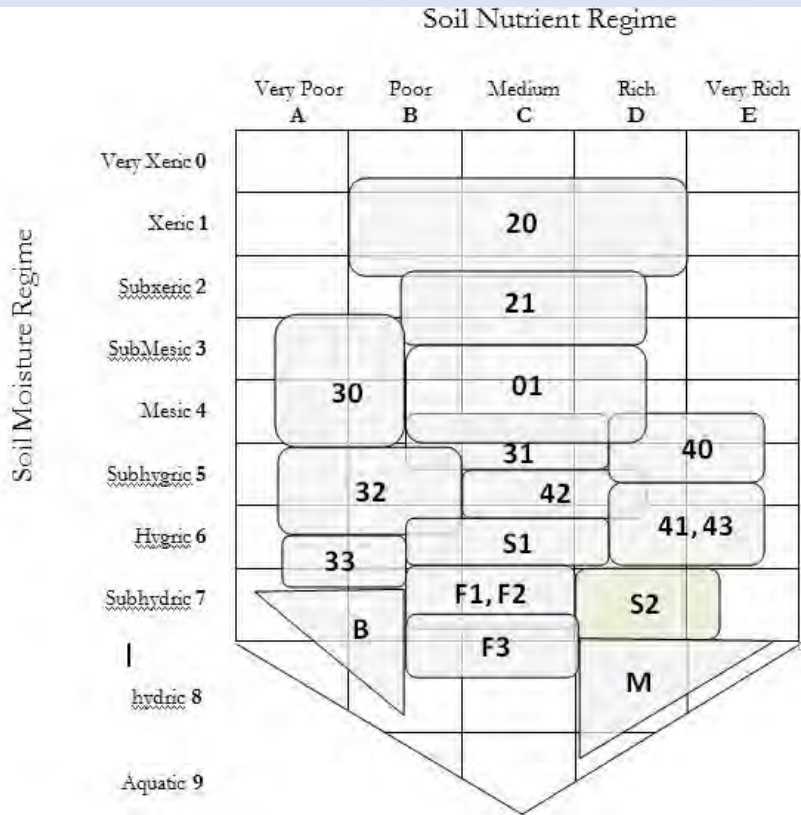 Soil Nutrient Regime
Very Poor Poor Medium Rich Very Rich
A B C D E
Soil Moisture Regime
Very Xeric 0
Xeric 1
20
Subxeric 2
21
SubMesic 3
30
01
Mesic 4
31
40
Subhygric 5
32
42
41, 43
Hygric 6
S1
33
Subhydric 7
F1, F2
S2
B
F3
hydric 8
M
Aquatic 9